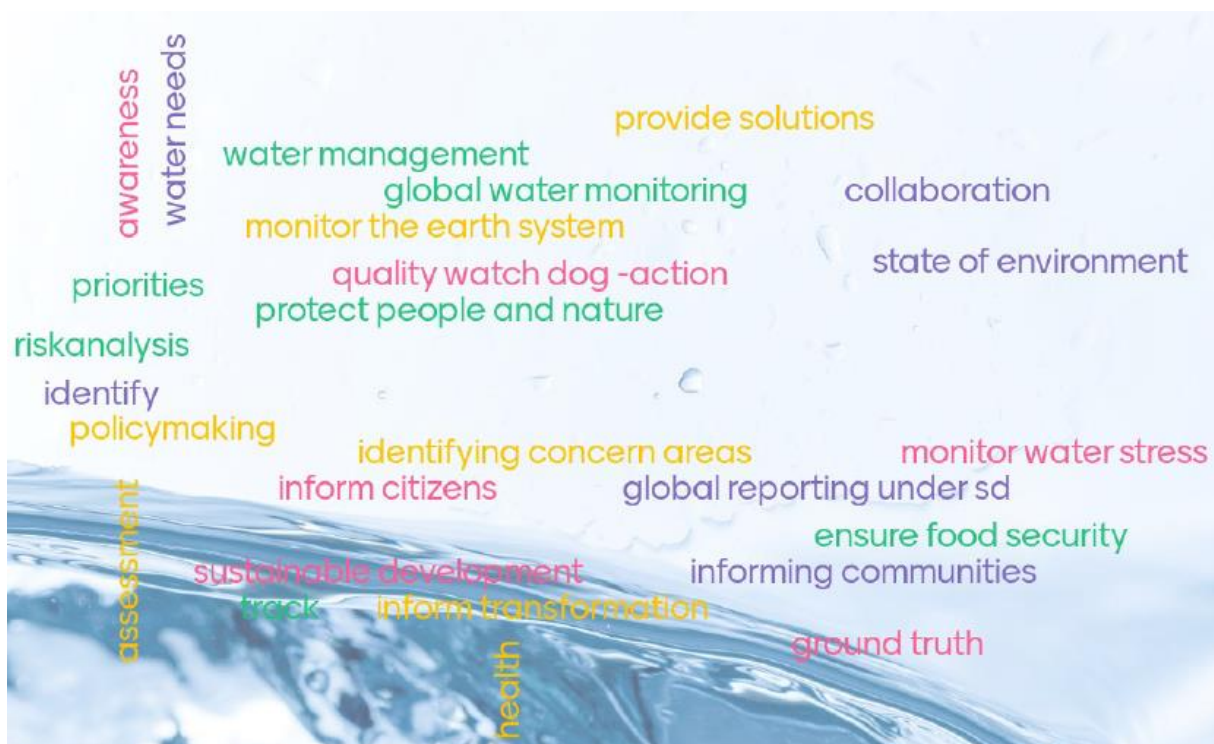 awareness
water needs
provide solutions
water management
global water monitoring
collaboration
monitor the earth system
state of environment
quality watch dog -action
priorities
protect people and nature
riskanalysis
identify
policymaking
identifying concern areas
monitor water stress
inform citizens
global reporting under sd
assessment
ensure food security
sustainable development
informing communities
track
inform transformation
ground truth
health